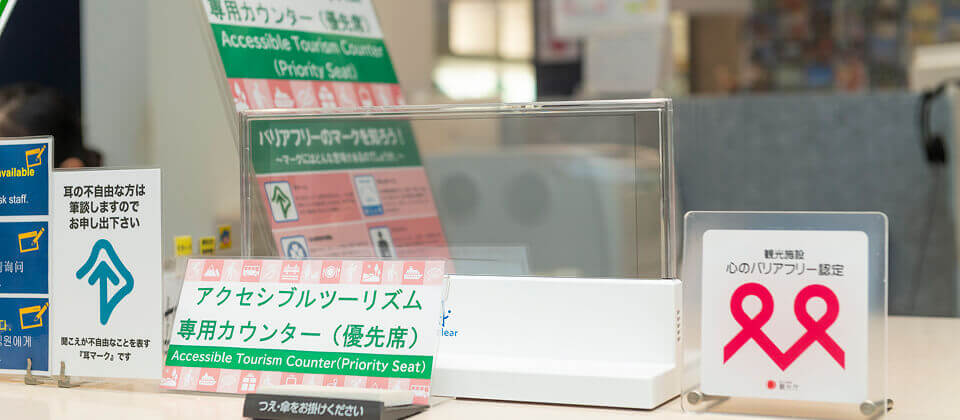 専用カウンター（優先席）
Accessible Tourism Counter
(Priority Seat)
バリアフリーのマークを知ろう！
available
sk staff.
询问
耳の不自由な方は
筆談しますので
お申し出下さい
聞こえが不自由なことを表す
『耳マーク』です
アクセシブルツーリズム
専用カウンター（優先席）
Accessible Tourism Counter(Priority Seat)
つえ・傘をお掛けください
lear
観光施設
心のバリアフリー認定
観光庁